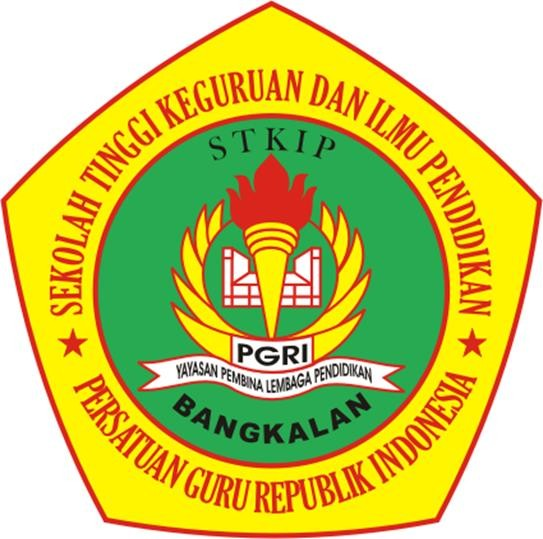 SEKOLAH TINGGI KEGURUAN DAN ILMU PENDIDIKAN
STKIP
PGRI
YAYASAN PEMBINA LEMBAGA PENDIDIKAN
BANGKALAN
PERSATUAN GURU REPUBLIK INDONESIA